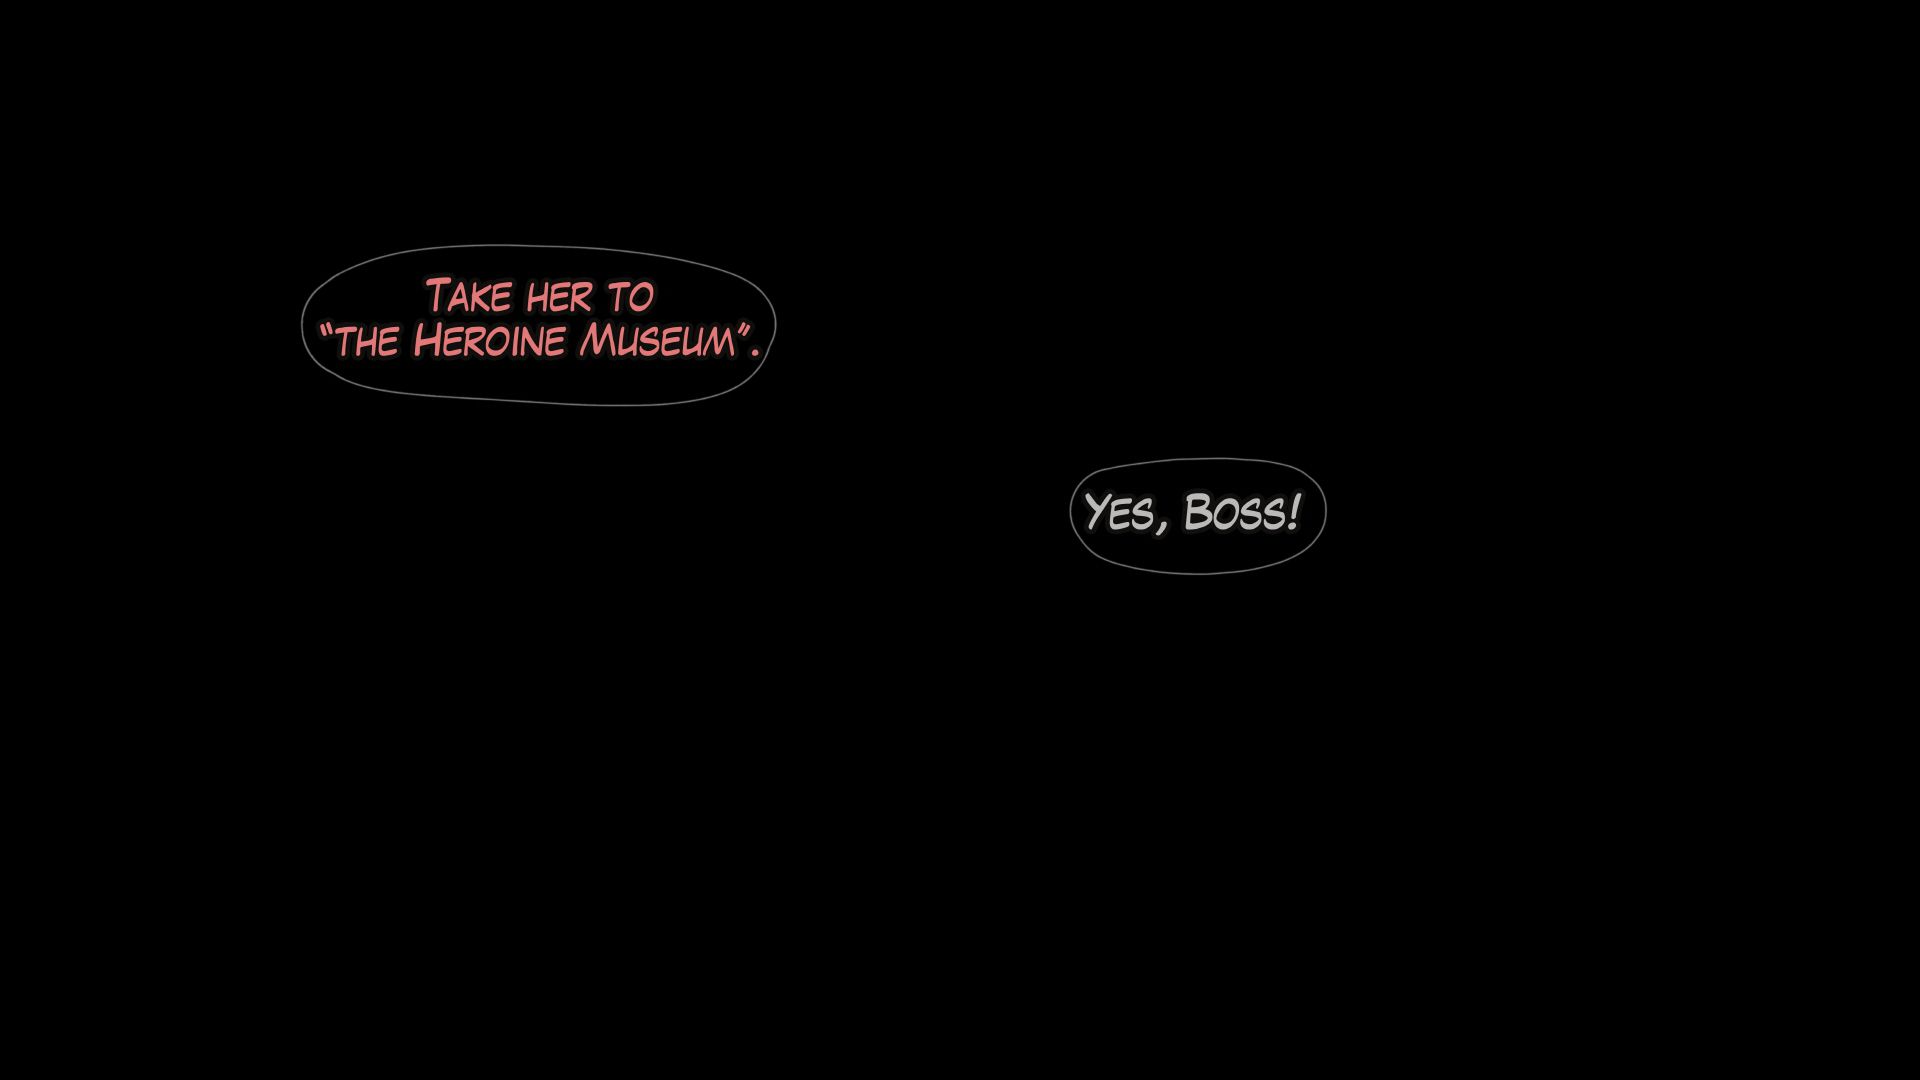 Take her to
“the Heroine Museum”.
Yes, Boss!